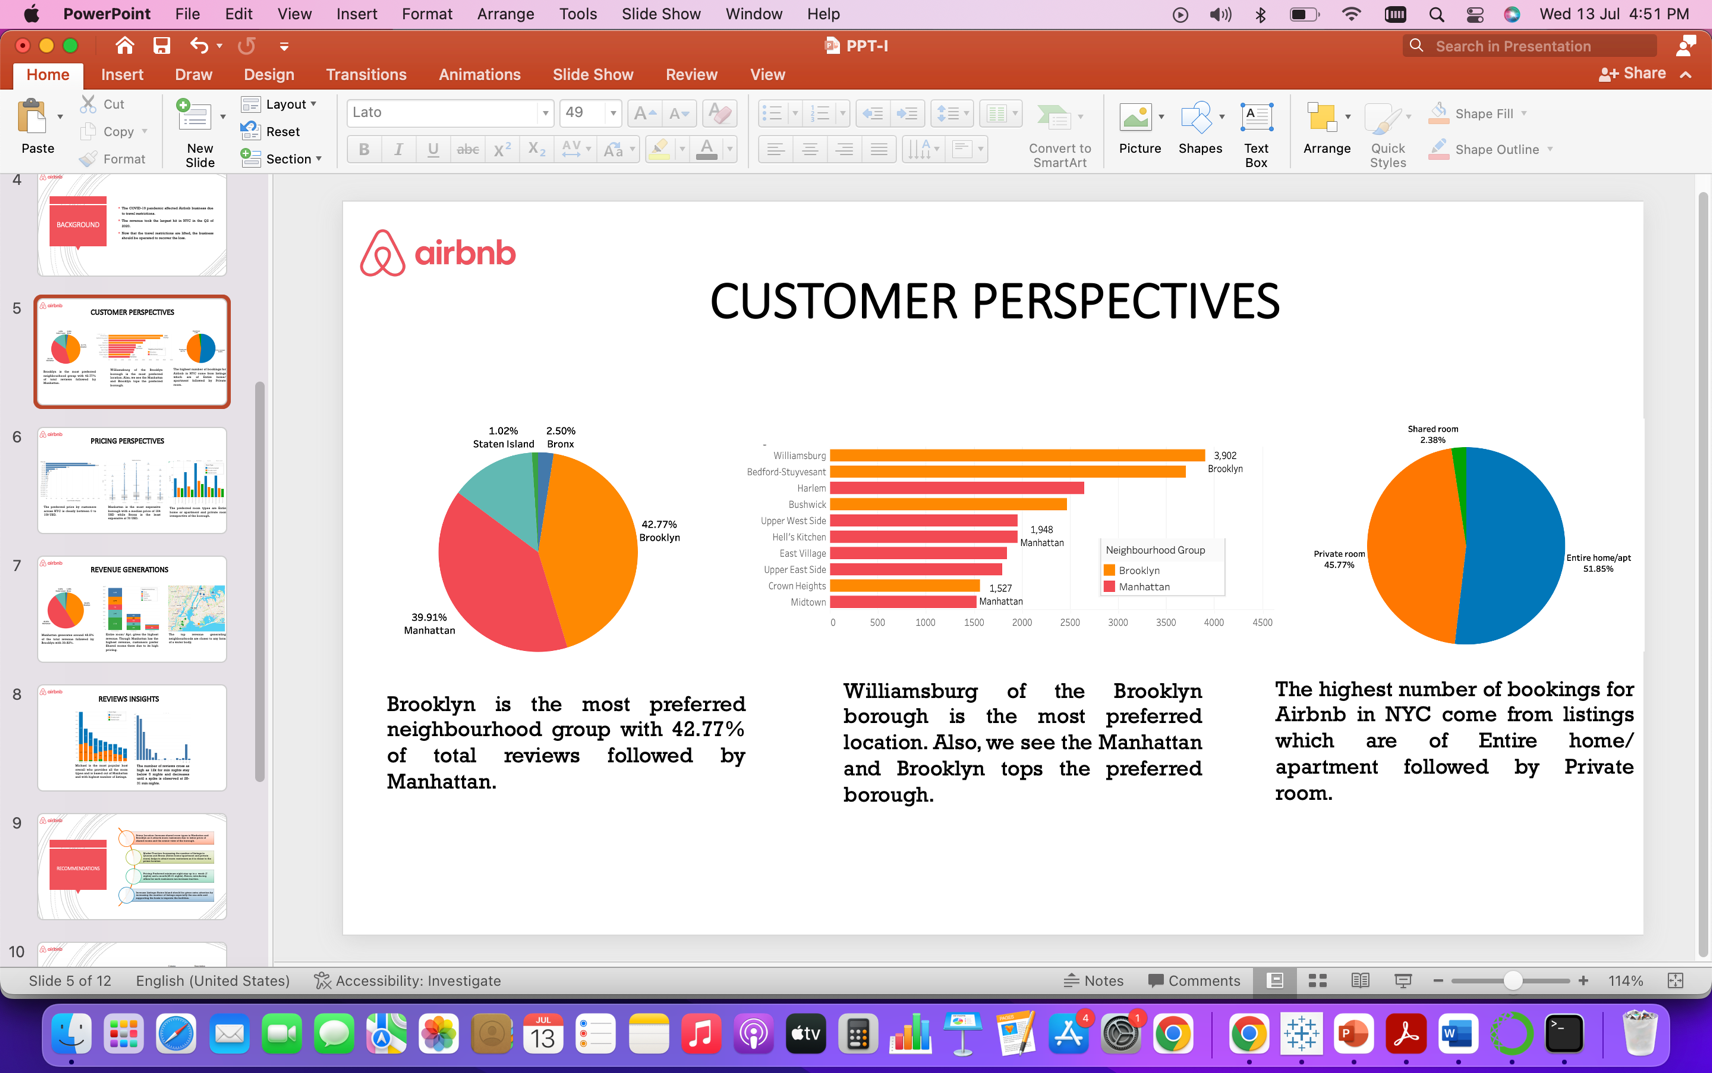 PowerPoint File Edit View Insert Format Arrange Tools Slide Show Window Help
Wed 13 Jul 4:51 PM
PPT-I
Search in Presentation
Home Insert Draw Design Transitions Animations Slide Show Review View
Share
Paste
Cut
Copy
Format
New
Slide
Layout
Reset
Section
Lato
49
Convert to
SmartArt
Picture
Shapes
Text
Box
Arrange
Quick
Styles
Shape Fill
Shape Outline
4
BACKGROUND
5
CUSTOMER PERSPECTIVES
6
PRICING PERSPECTIVES
7
REVENUE GENERATIONS
8
REVIEWS INSIGHTS
9
RECOMMENDATIONS
10
airbnb
CUSTOMER PERSPECTIVES
1.02%
Staten Island
2.50%
Bronx
42.77%
Brooklyn
39.91%
Manhattan
Williamsburg
Bedford-Stuyvesant
Harlem
Bushwick
Upper West Side
Hell's Kitchen
East Village
Upper East Side
Crown Heights
Midtown
3,902
Brooklyn
1,948
Manhattan
1,527
Manhattan
Neighbourhood Group
Brooklyn
Manhattan
0 500 1000 1500 2000 2500 3000 3500 4000 4500
Shared room
2.38%
Private room
45.77%
Entire home/apt
51.85%
Brooklyn is the most preferred
neighbourhood group with 42.77%
of total reviews followed by
Manhattan.
Williamsburg of the Brooklyn
borough is the most preferred
location. Also, we see the Manhattan
and Brooklyn tops the preferred
borough.
The highest number of bookings for
Airbnb in NYC come from listings
which are of Entire home/
apartment followed by Private
room.
Slide 5 of 12
English (United States)
Accessibility: Investigate
Notes
Comments
114%
JUL
13
tv
4
1